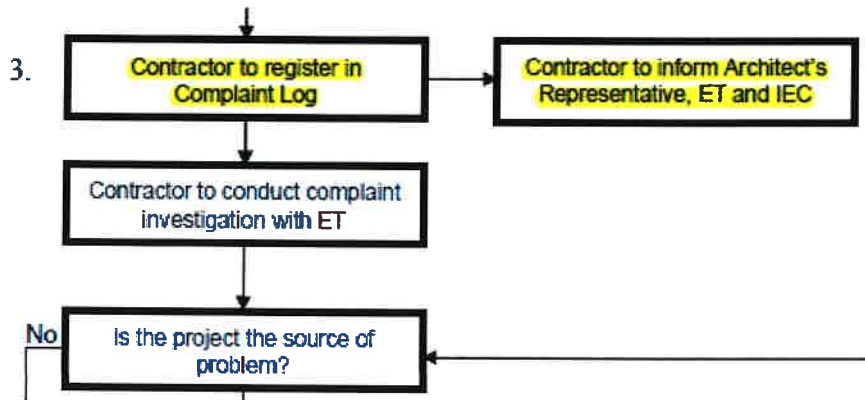 3.
Contractor to register in
Complaint Log
Contractor to inform Architect's
Representative, ET and IEC
Contractor to conduct complaint
investigation with ET
No
Is the project the source of
problem?